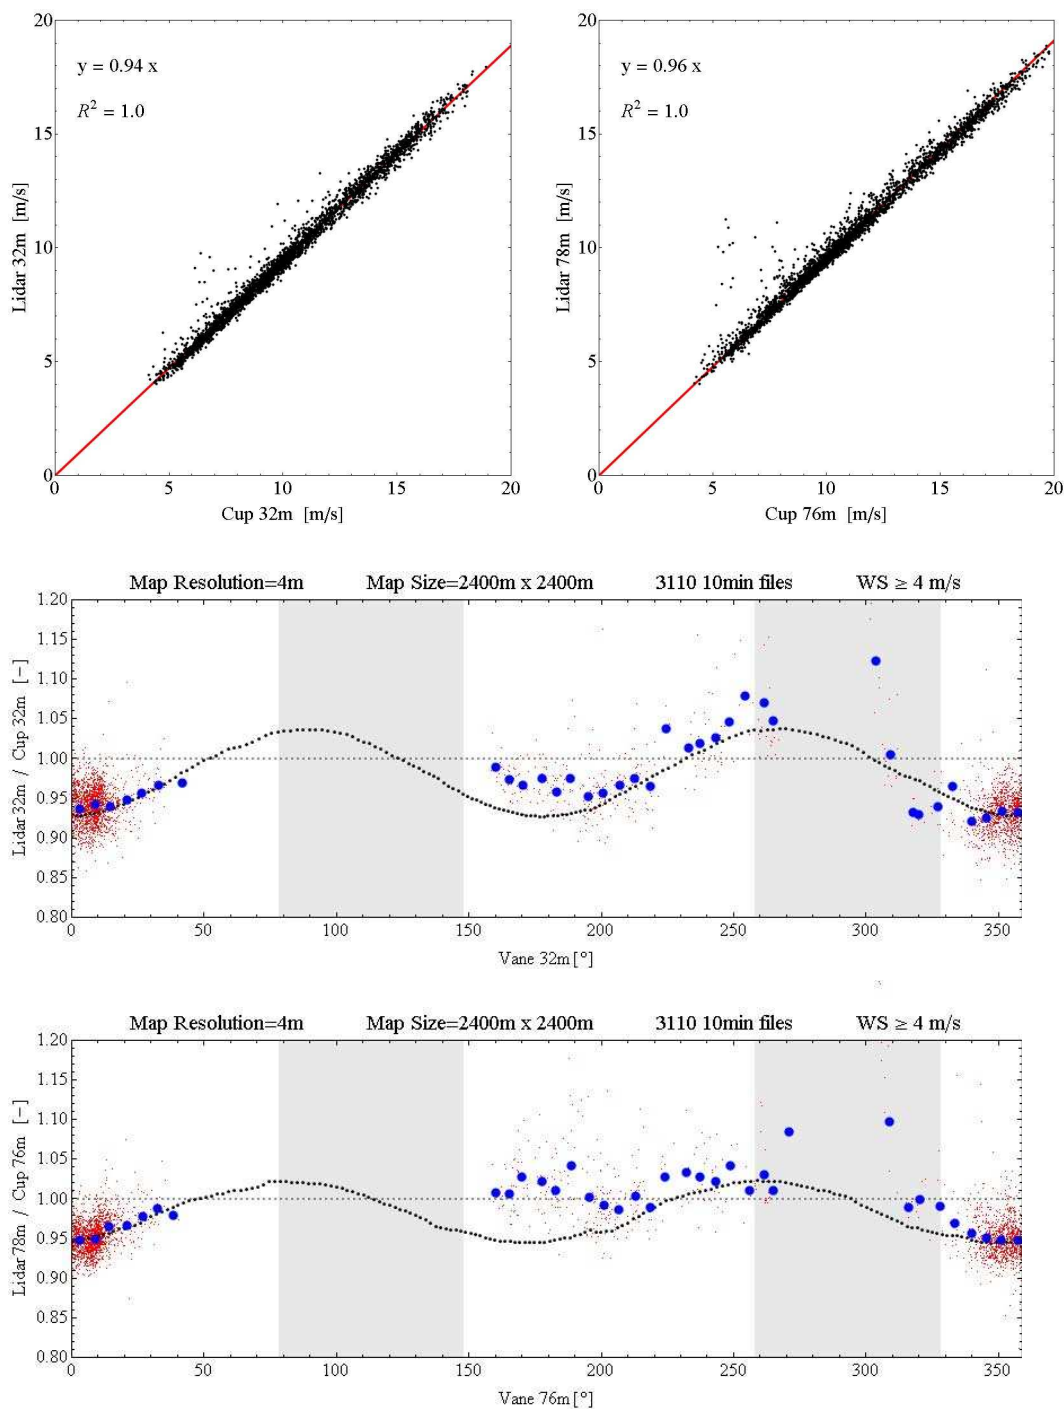 20
15
10
5
0
0 5 10 15 20
Lidar 32m [m/s]
Cup 32m [m/s]
y = 0.94 x
R² = 1.0
20
15
10
5
0
0 5 10 15 20
Lidar 78m [m/s]
Cup 76m [m/s]
y = 0.96 x
R² = 1.0
Map Resolution=4m Map Size=2400m x 2400m 3110 10min files WS ≥ 4 m/s
1.20
1.15
1.10
1.05
1.00
0.95
0.90
0.85
0.80
0 50 100 150 200 250 300 350
Lidar 32m / Cup 32m [−]
Vane 32m[°]
Map Resolution=4m Map Size=2400m x 2400m 3110 10min files WS ≥ 4 m/s
1.20
1.15
1.10
1.05
1.00
0.95
0.90
0.85
0.80
0 50 100 150 200 250 300 350
Lidar78m / Cup 76m [−]
Vane 76m[°]